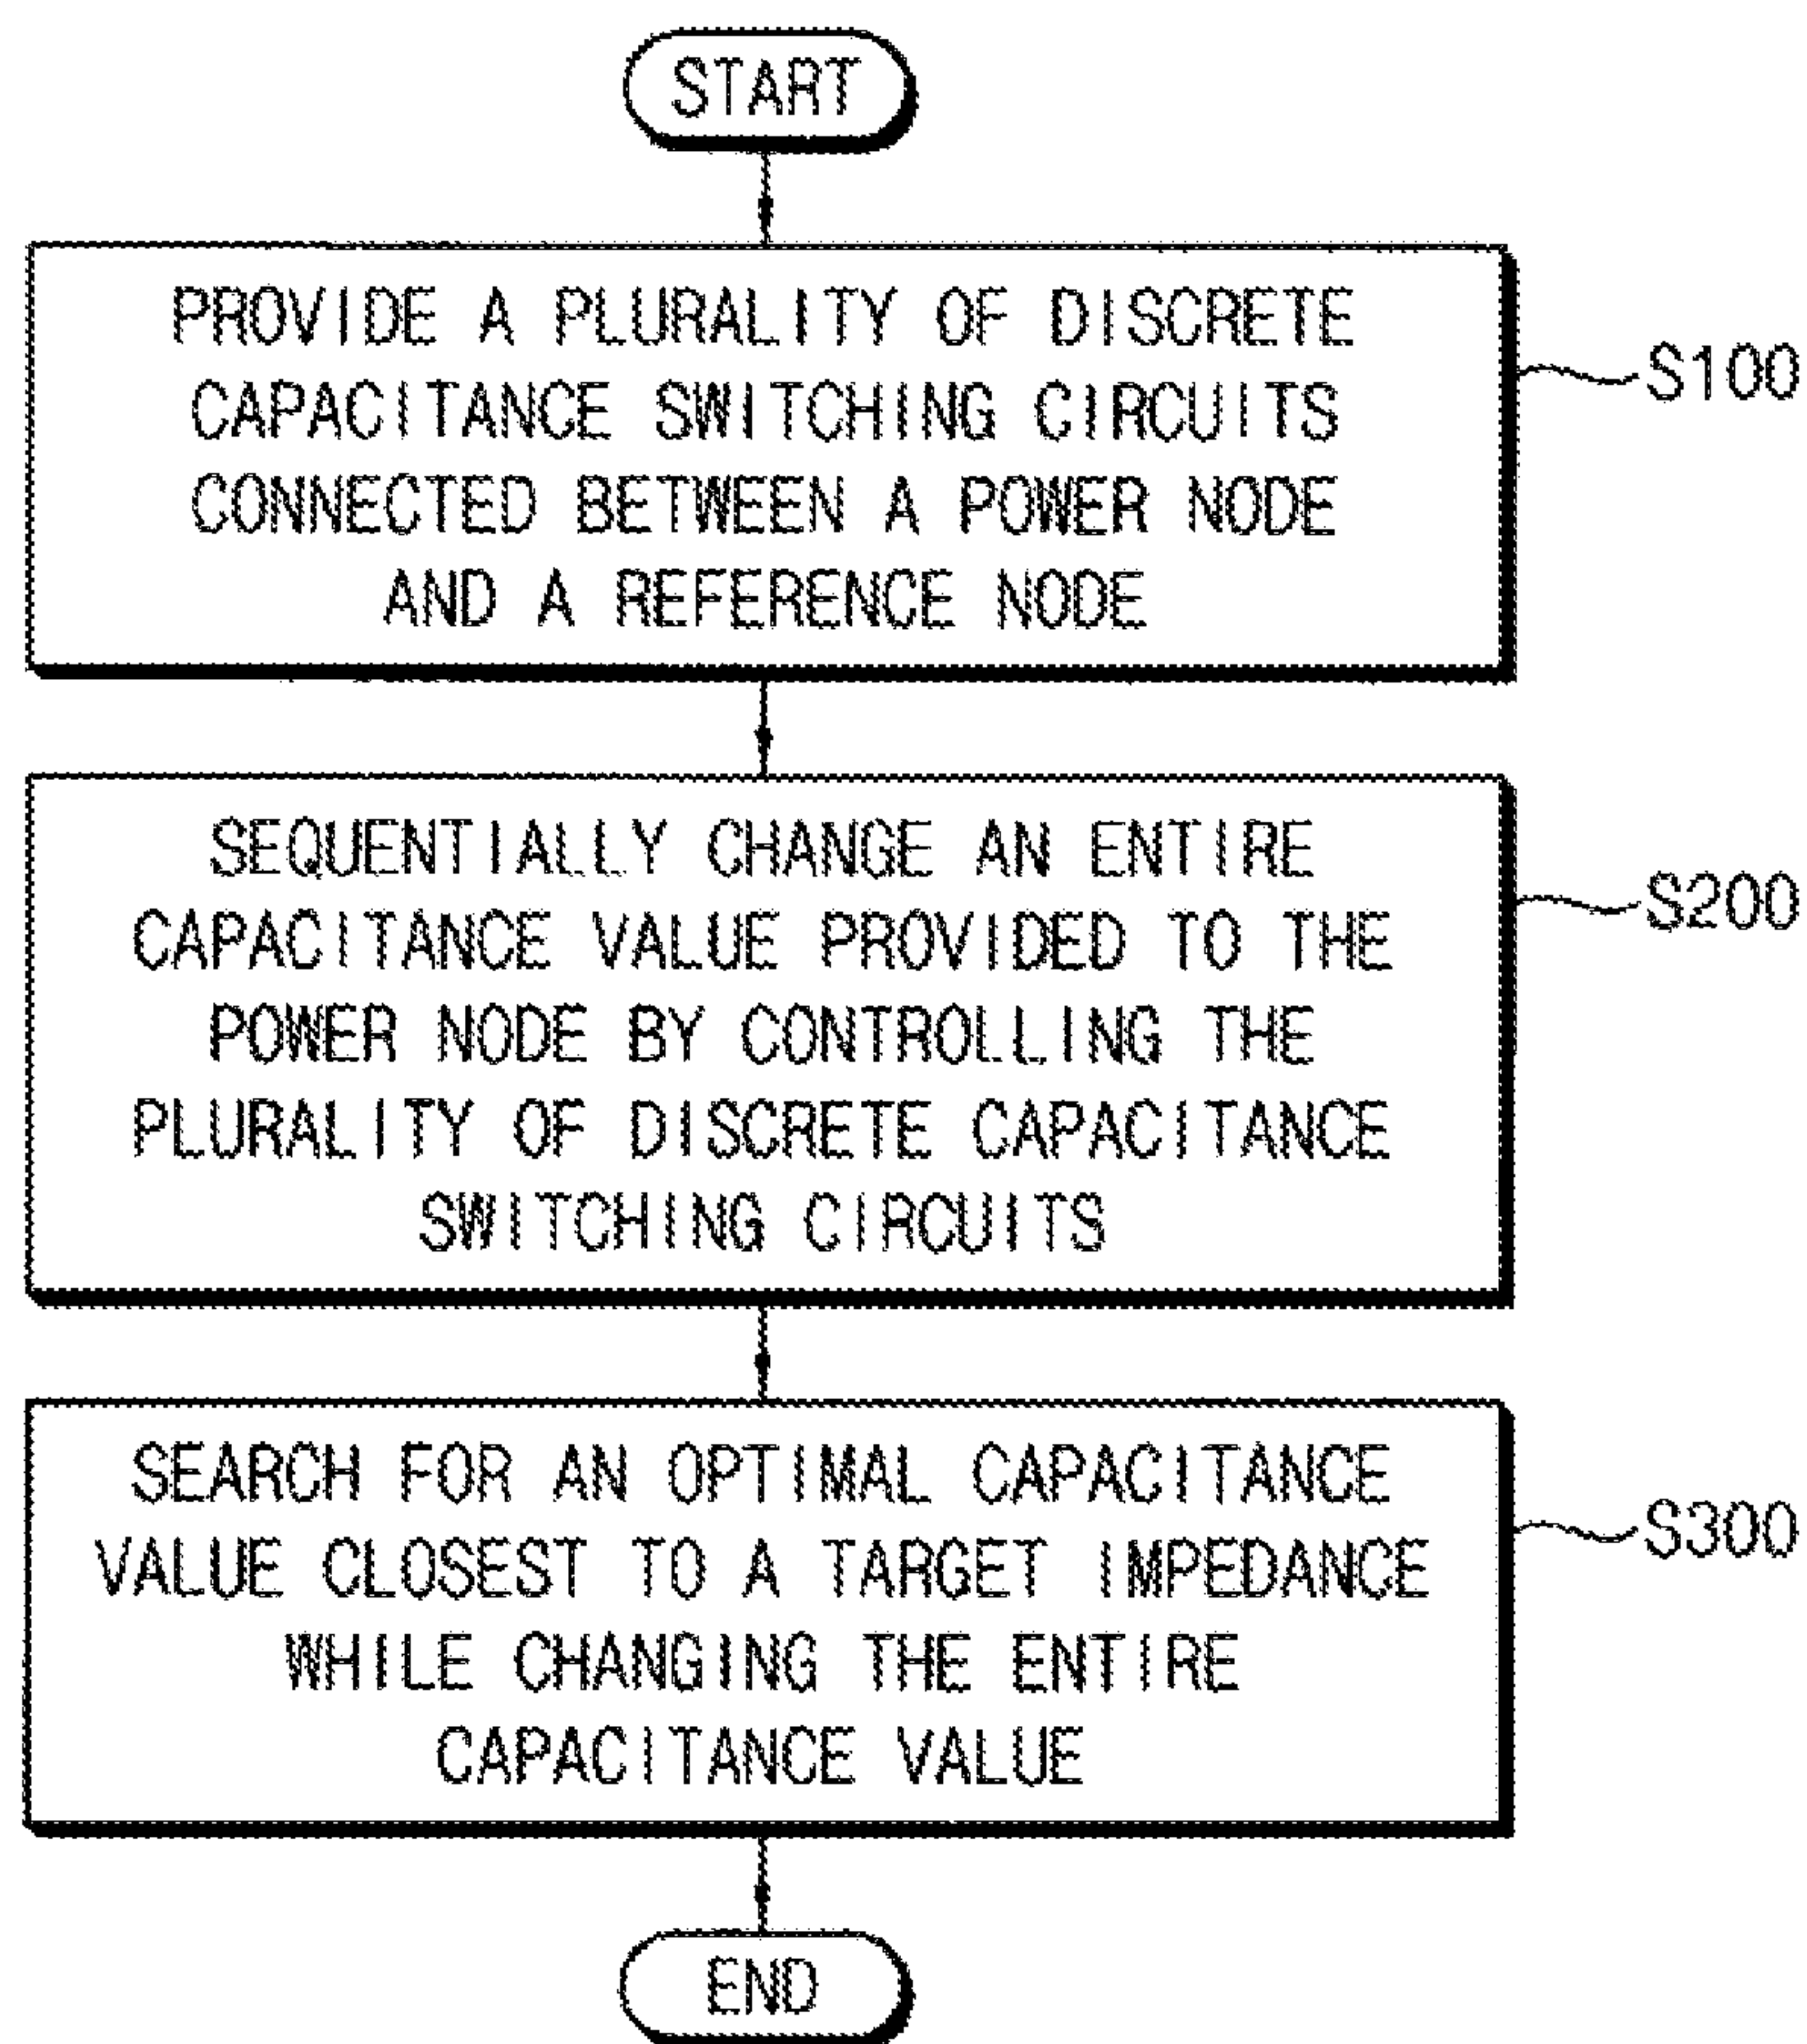 START
PROVIDE A PLURALITY OF DISCRETE
CAPACITANCE SWITCHING CIRCUITS
CONNECTED BETWEEN A POWER NODE
AND A REFERENCE NODE
S100
SEQUENTIALLY CHANGE AN ENTIRE
CAPACITANCE VALUE PROVIDED TO THE
POWER NODE BY CONTROLLING THE
PLURALITY OF DISCRETE CAPACITANCE
SWITCHING CIRCUITS
S200
SEARCH FOR AN OPTIMAL CAPACITANCE
VALUE CLOSEST TO A TARGET IMPEDANCE
WHILE CHANGING THE ENTIRE
CAPACITANCE VALUE
S300
END